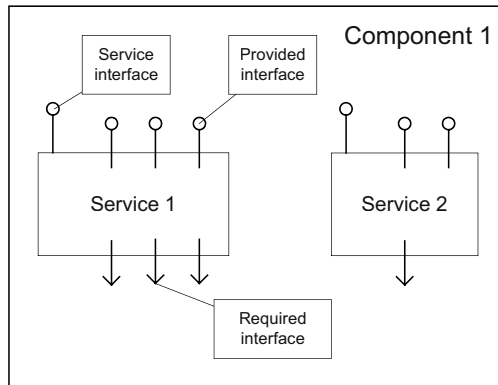 Component 1
Service
interface
Provided
interface
Service 1
Service 2
Required
interface